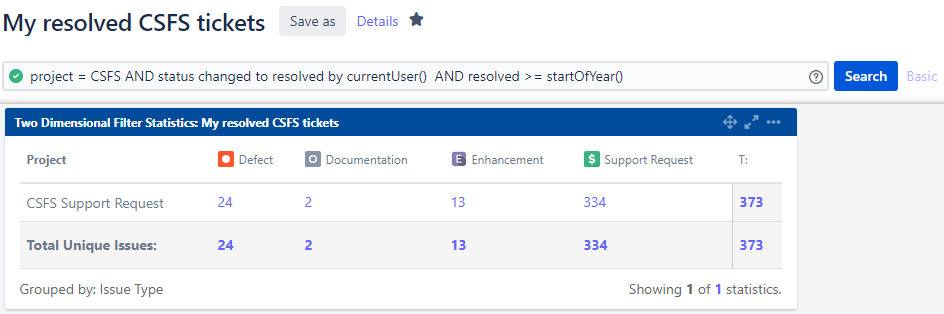 My resolved CSFS tickets Save as Details
project = CSFS AND status changed to resolved by currentUser() AND resolved >= startOfYear() ? Search Basic
Two Dimensional Filter Statistics: My resolved CSFS tickets
Project Defect Documentation E Enhancement $ Support Request T:
CSFS Support Request 24 2 13 334 373
Total Unique Issues: 24 2 13 334 373
Grouped by: Issue Type Showing 1 of 1 statistics.